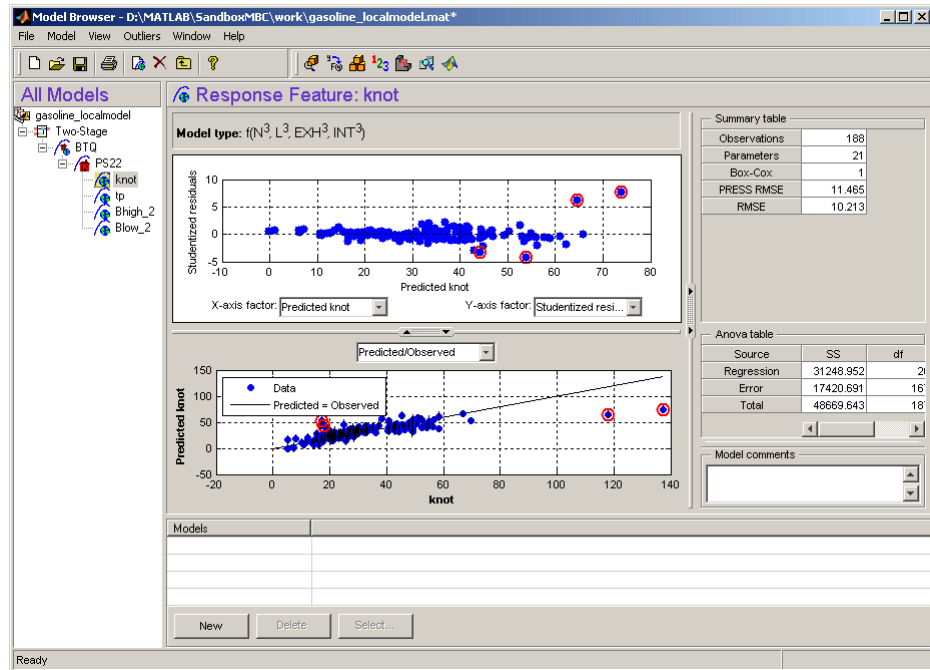 Model Browser - D:\MATLAB\SandboxMBC\work\gasoline_localmodel.mat*
File Model View Outliers Window Help
All Models
gasoline_localmodel
Two-Stage
BTQ
PS22
knot
tp
Bhigh_2
Blow_2
Response Feature: knot
Model type: f(N³, L³, EXH³, INT³)
Studentized residuals
10
5
0
-5
-10 0 10 20 30 40 50 60 70 80
Predicted knot
X-axis factor: Predicted knot
Y-axis factor: Studentized resi...
Predicted/Observed
Predicted knot
150
100
50
0
-50
Data
Predicted = Observed
-20 0 20 40 60 80 100 120 140
knot
Summary table
Observations 188
Parameters 21
Box-Cox 1
PRESS RMSE 11.465
RMSE 10.213
Anova table
Source SS df
Regression 31248.952
Error 17420.691 16
Total 48669.643 18
Model comments
Models
New Delete Select...
Ready